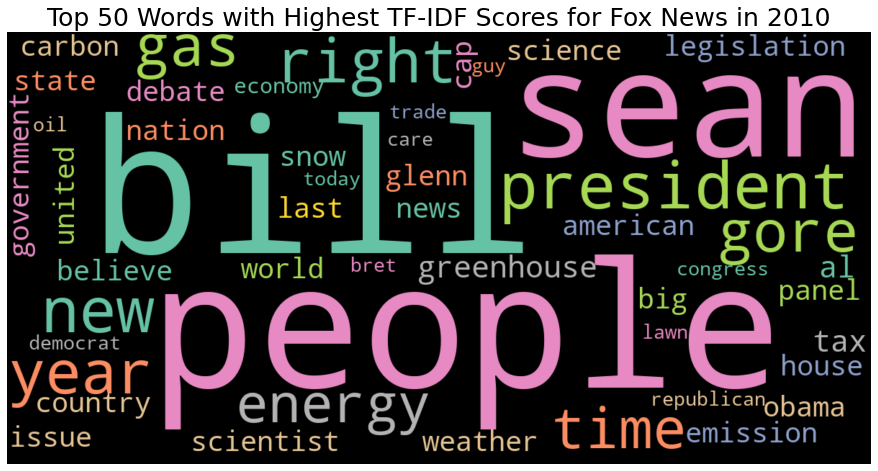 Top 50 Words with Highest TF-IDF Scores for Fox News in 2010
carbon
gas
right
cap
guy
science
legislation
state
debate
economy
sean
government
oil
nation
bill
trade
care
snow
today
glenn
united
last
news
president
american
gore
believe
world
bret
greenhouse
congress
al
new
people
big
panel
democrat
lawn
tax
year
house
country
energy
republican
obama
issue
scientist
weather
time
emission